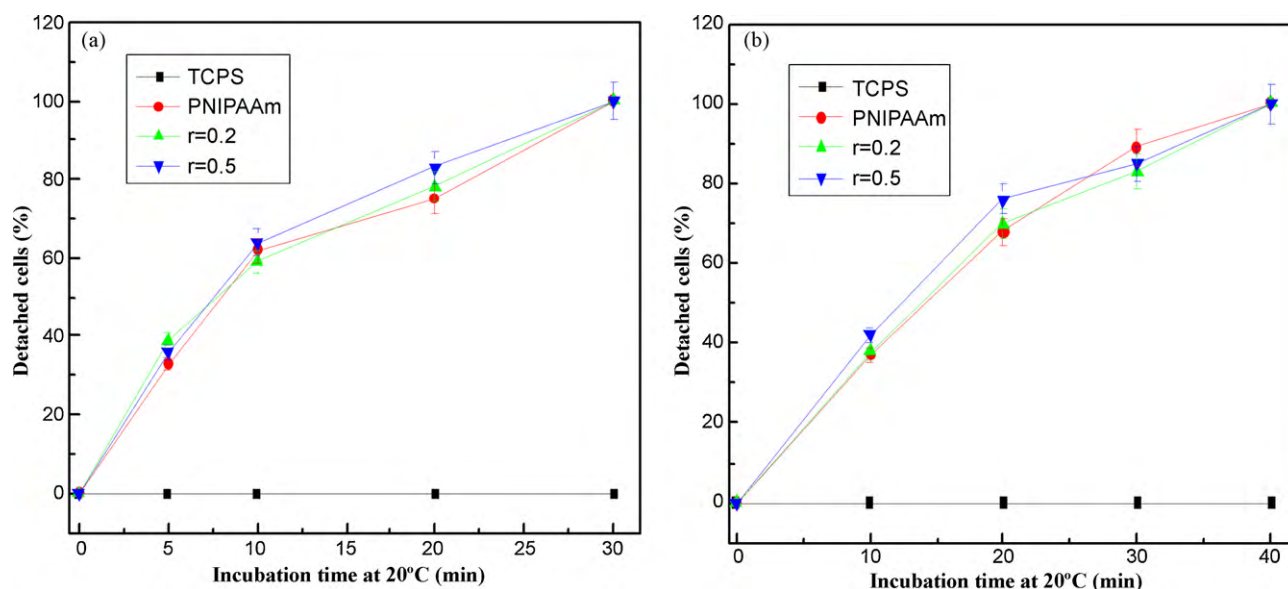 (a)
TCPS
PNIPAAm
r=0.2
r=0.5
120
100
80
60
40
20
0
Detached cells (%)
0 5 10 15 20 25 30
Incubation time at 20ºC (min)
(b)
TCPS
PNIPAAm
r=0.2
r=0.5
120
100
80
60
40
20
0
Detached cells (%)
0 10 20 30 40
Incubation time at 20ºC (min)